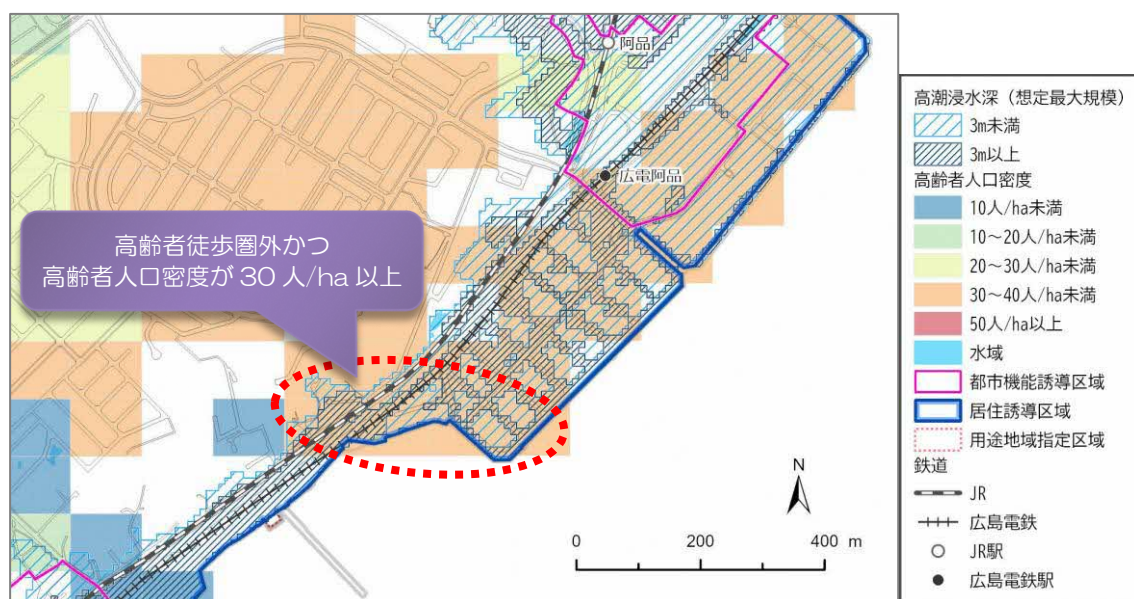 阿品
広電阿品
高齢者徒歩圏外かつ
高齢者人口密度が 30 人/ha 以上
N
0 200 400 m
高潮浸水深（想定最大規模）
3m未満
3m以上
高齢者人口密度
10人/ha未満
10～20人/ha未満
20～30人/ha未満
30～40人/ha未満
50人/ha以上
水域
都市機能誘導区域
居住誘導区域
用途地域指定区域
鉄道
JR
広島電鉄
JR駅
広島電鉄駅